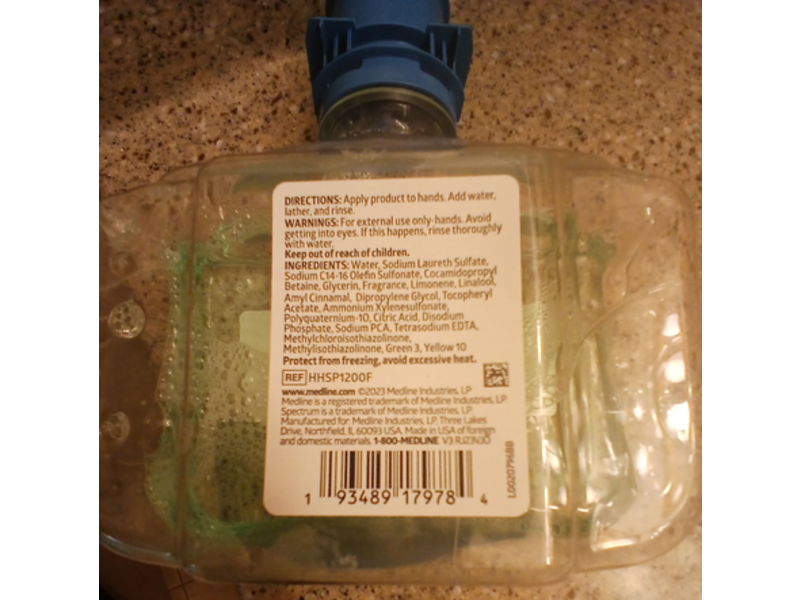 DIRECTIONS: Apply product to hands. Add water,
lather, and rinse.
WARNINGS: For external use only-hands. Avoid
getting into eyes. If this happens, rinse thoroughly
with water.
Keep out of reach of children.
INGREDIENTS: Water, Sodium Laureth Sulfate,
Sodium C14-16 Olefin Sulfonate, Cocamidopropyl
Betaine, Glycerin, Fragrance, Limonene, Linalool,
Amyl Cinnamal, Dipropylene Glycol, Tocopheryl
Acetate, Ammonium Xylenesulfonate,
Polyquaternium-10, Citric Acid, Disodium
Phosphate, Sodium PCA, Tetrasodium EDTA,
Methylchloroisothiazolinone,
Methylisothiazolinone, Green 3, Yellow 10
Protect from freezing, avoid excessive heat.
REF HHSP1200F
www.medline.com ©2023 Medline Industries, LP
Medline is a registered trademark of Medline Industries, LP.
Spectrum is a trademark of Medline Industries, LP.
Manufactured for: Medline Industries, LP, Three Lakes
Drive, Northfield, IL 60093 USA. Made in USA of foreign
and domestic materials. 1-800-MEDLINE V3 RJ23N3O
1 93489 17978 4
L0020796BB